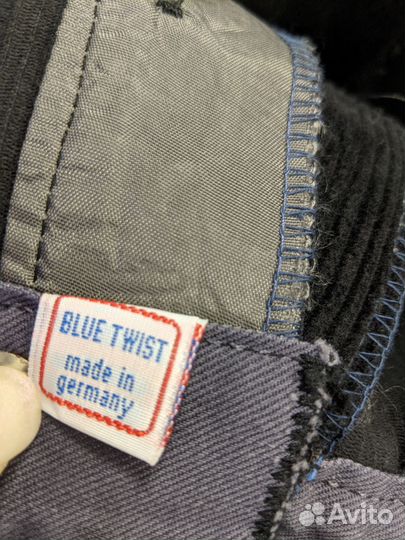 BLUE TWIST
made in
germany
Avito